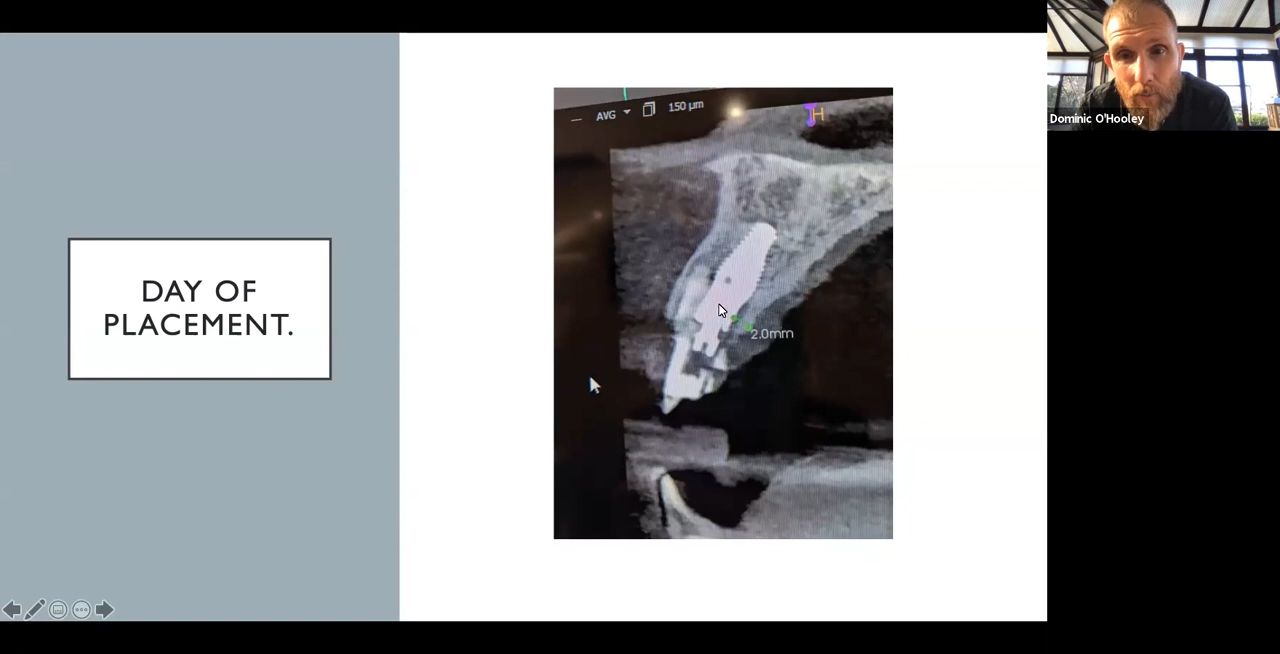 DAY OF
PLACEMENT.
AVG
150 µm
H
2.0mm
Dominic O'Hooley